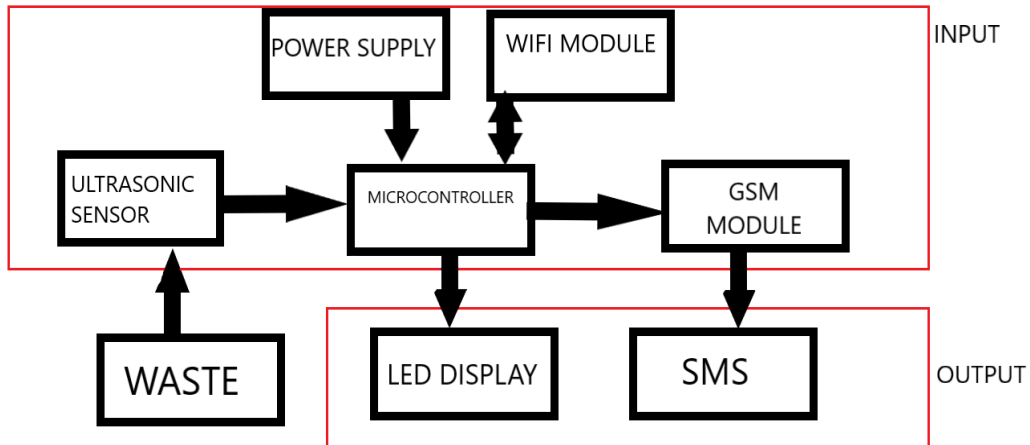 POWER SUPPLY
WIFI MODULE
INPUT
ULTRASONIC
SENSOR
MICROCONTROLLER
GSM
MODULE
WASTE
LED DISPLAY
SMS
OUTPUT